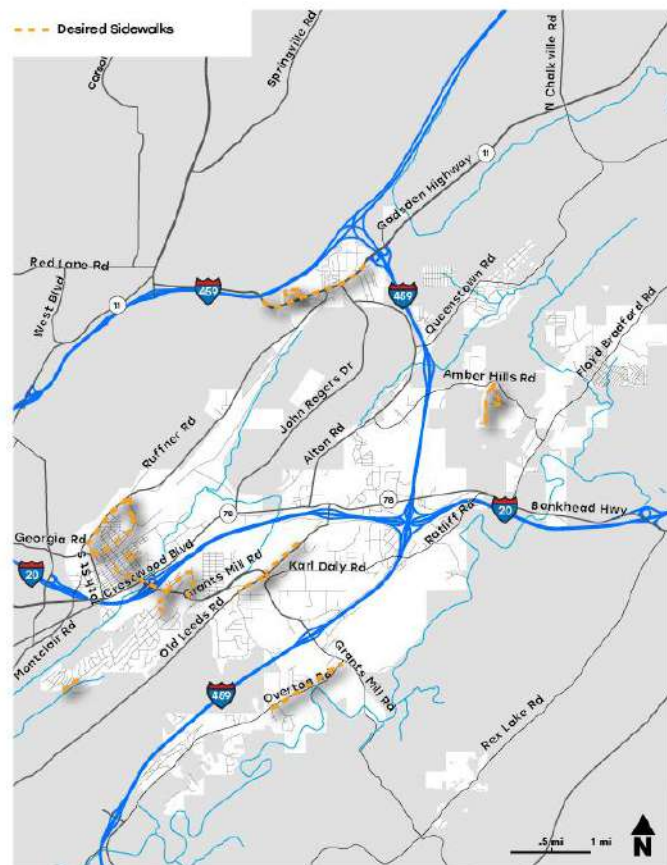 Desired Sidewalks
Springville Rd
N Chalkville Rd
11
Gadsden Highway
Red Lane Rd
West Blvd
11
459
459
Queenstown Rd
Floyd Bradford Rd
Amber Hills Rd
John Rogers Dr
Ruffner Rd
Alton Rd
78
78
20
Bankhead Hwy
Georgia Rd
Crestwood Blvd
Ratliff Rd
20
Grants Mill Rd
Karl Daly Rd
Old Leeds Rd
Montclair Rd
Grants Mill Rd
459
Overton Rd
Rex Lake Rd
.5 mi 1 mi
N